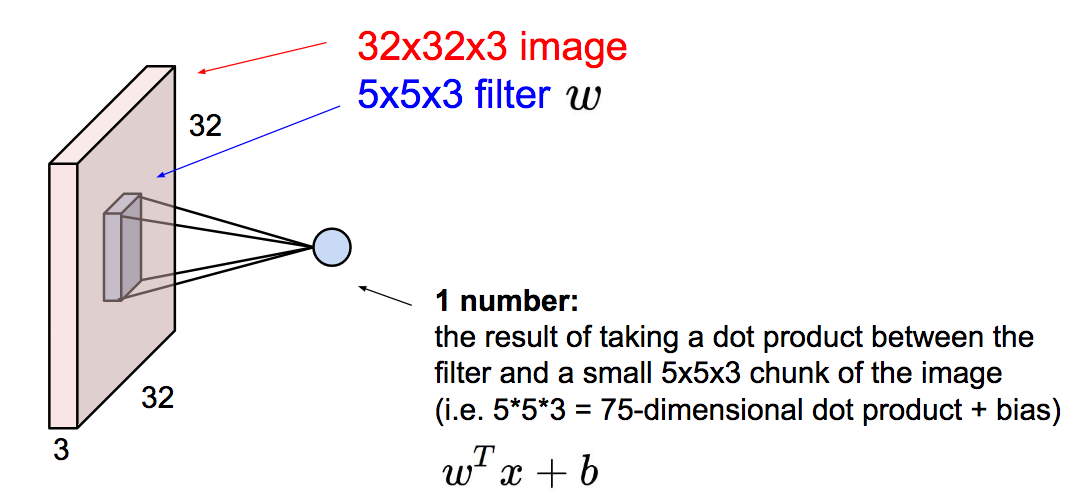 32x32x3 image
5x5x3 filter w
32
32
3
1 number:
the result of taking a dot product between the
filter and a small 5x5x3 chunk of the image
(i.e. 5*5*3 = 75-dimensional dot product + bias)
w^T x + b